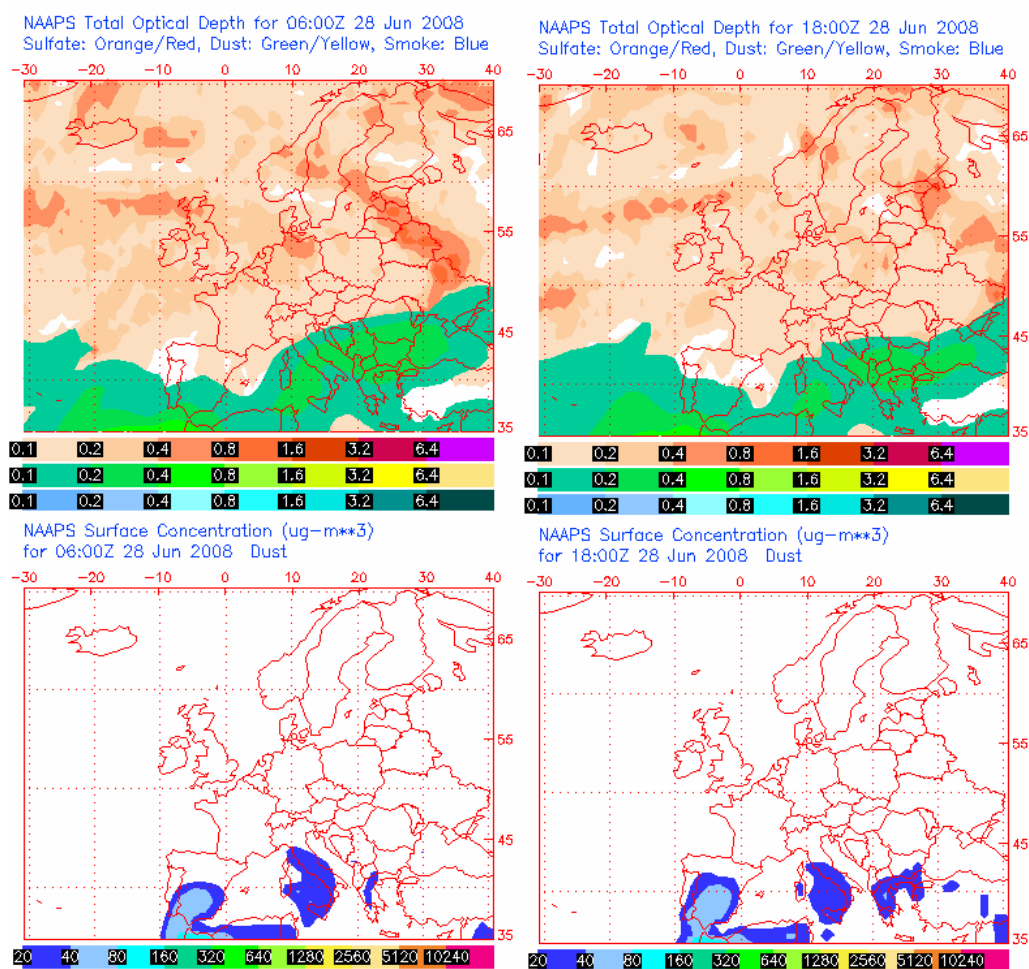 NAAPS Total Optical Depth for 06:00Z 28 Jun 2008
Sulfate: Orange/Red, Dust: Green/Yellow, Smoke: Blue
-30 -20 -10 0 10 20 30 40
65
55
45
35
0.1 0.2 0.4 0.8 1.6 3.2 6.4
0.1 0.2 0.4 0.8 1.6 3.2 6.4
0.1 0.2 0.4 0.8 1.6 3.2 6.4
NAAPS Total Optical Depth for 18:00Z 28 Jun 2008
Sulfate: Orange/Red, Dust: Green/Yellow, Smoke: Blue
-30 -20 -10 0 10 20 30 40
65
55
45
35
0.1 0.2 0.4 0.8 1.6 3.2 6.4
0.1 0.2 0.4 0.8 1.6 3.2 6.4
0.1 0.2 0.4 0.8 1.6 3.2 6.4
NAAPS Surface Concentration (ug-m**3)
for 06:00Z 28 Jun 2008 Dust
-30 -20 -10 0 10 20 30 40
65
55
45
35
20 40 80 160 320 640 1280 2560 5120 10240
NAAPS Surface Concentration (ug-m**3)
for 18:00Z 28 Jun 2008 Dust
-30 -20 -10 0 10 20 30 40
65
55
45
35
20 40 80 160 320 640 1280 2560 5120 10240